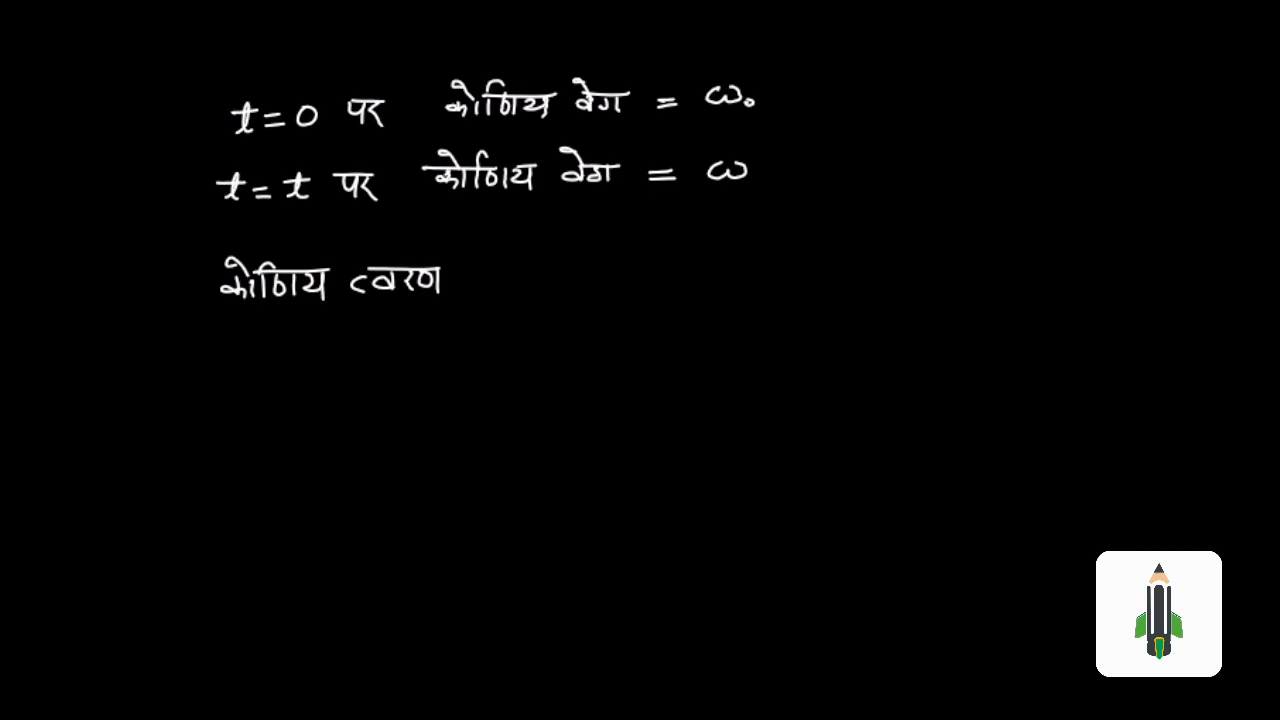 t = 0 पर कोणिय वेग = ω₀
t = t पर कोणिय वेग = ω
कोणिय त्वरण